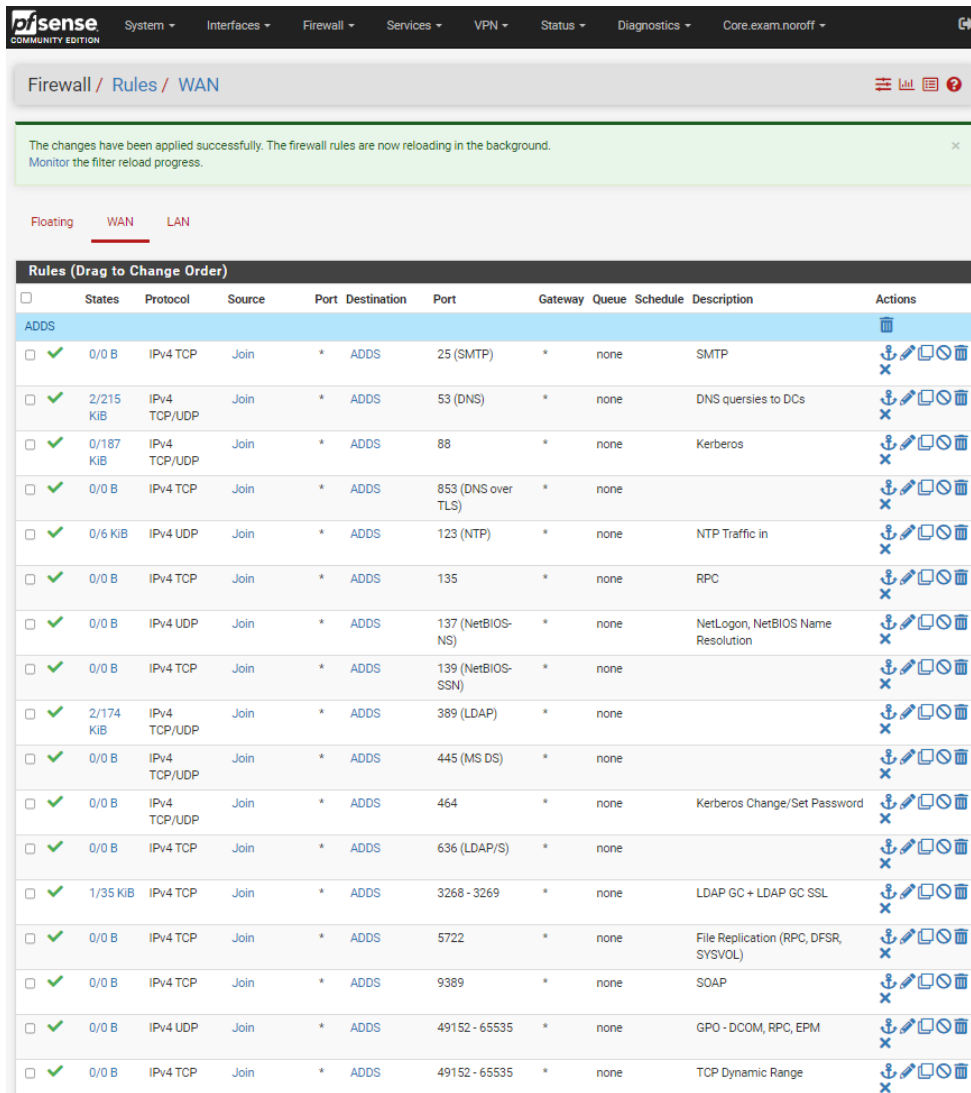 pfsense System Interfaces Firewall Services VPN Status Diagnostics Core.exam.noroff
COMMUNITY EDITION
Firewall / Rules / WAN
The changes have been applied successfully. The firewall rules are now reloading in the background.
Monitor the filter reload progress.
Floating WAN LAN
Rules (Drag to Change Order)
States Protocol Source Port Destination Port Gateway Queue Schedule Description Actions
ADDS
0/0 B IPv4 TCP Join * ADDS 25 (SMTP) * none SMTP
2/215 IPv4 Join * ADDS 53 (DNS) * none DNS quersies to DCs
KiB TCP/UDP
0/187 IPv4 Join * ADDS 88 * none Kerberos
KiB TCP/UDP
0/0 B IPv4 TCP Join * ADDS 853 (DNS over * none
TLS)
0/6 KiB IPv4 UDP Join * ADDS 123 (NTP) * none NTP Traffic in
0/0 B IPv4 TCP Join * ADDS 135 * none RPC
0/0 B IPv4 UDP Join * ADDS 137 (NetBIOS- * none NetLogon, NetBIOS Name
NS) Resolution
0/0 B IPv4 TCP Join * ADDS 139 (NetBIOS- * none
SSN)
2/174 IPv4 Join * ADDS 389 (LDAP) * none
KiB TCP/UDP
0/0 B IPv4 Join * ADDS 445 (MS DS) * none
TCP/UDP
0/0 B IPv4 Join * ADDS 464 * none Kerberos Change/Set Password
TCP/UDP
0/0 B IPv4 TCP Join * ADDS 636 (LDAP/S) * none
1/35 KiB IPv4 TCP Join * ADDS 3268 - 3269 * none LDAP GC + LDAP GC SSL
0/0 B IPv4 TCP Join * ADDS 5722 * none File Replication (RPC, DFSR,
SYSVOL)
0/0 B IPv4 TCP Join * ADDS 9389 * none SOAP
0/0 B IPv4 UDP Join * ADDS 49152 - 65535 * none GPO - DCOM, RPC, EPM
0/0 B IPv4 TCP Join * ADDS 49152 - 65535 * none TCP Dynamic Range